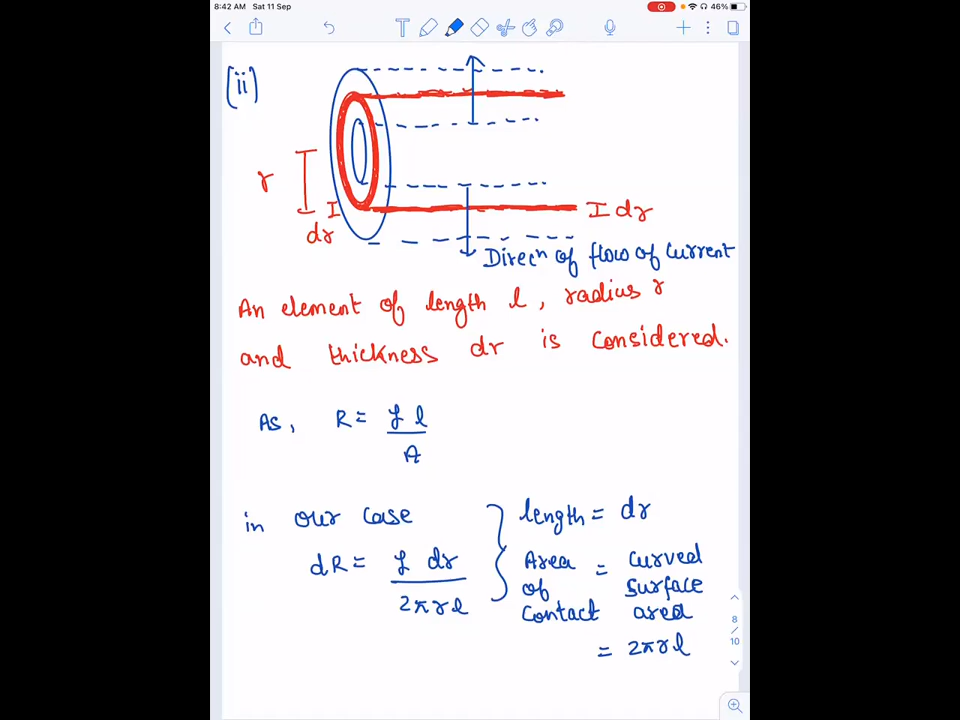 8:42 AM Sat 11 Sep
46%
(ii)
r
dr
I dr
Direcⁿ of flow of current
An element of length l, radius r
and thickness dr is considered.
As, R = ρ l / A
in our case
dR = ρ dr / 2πrl
length = dr
Area of contact = curved surface area
= 2πrl
8 / 10